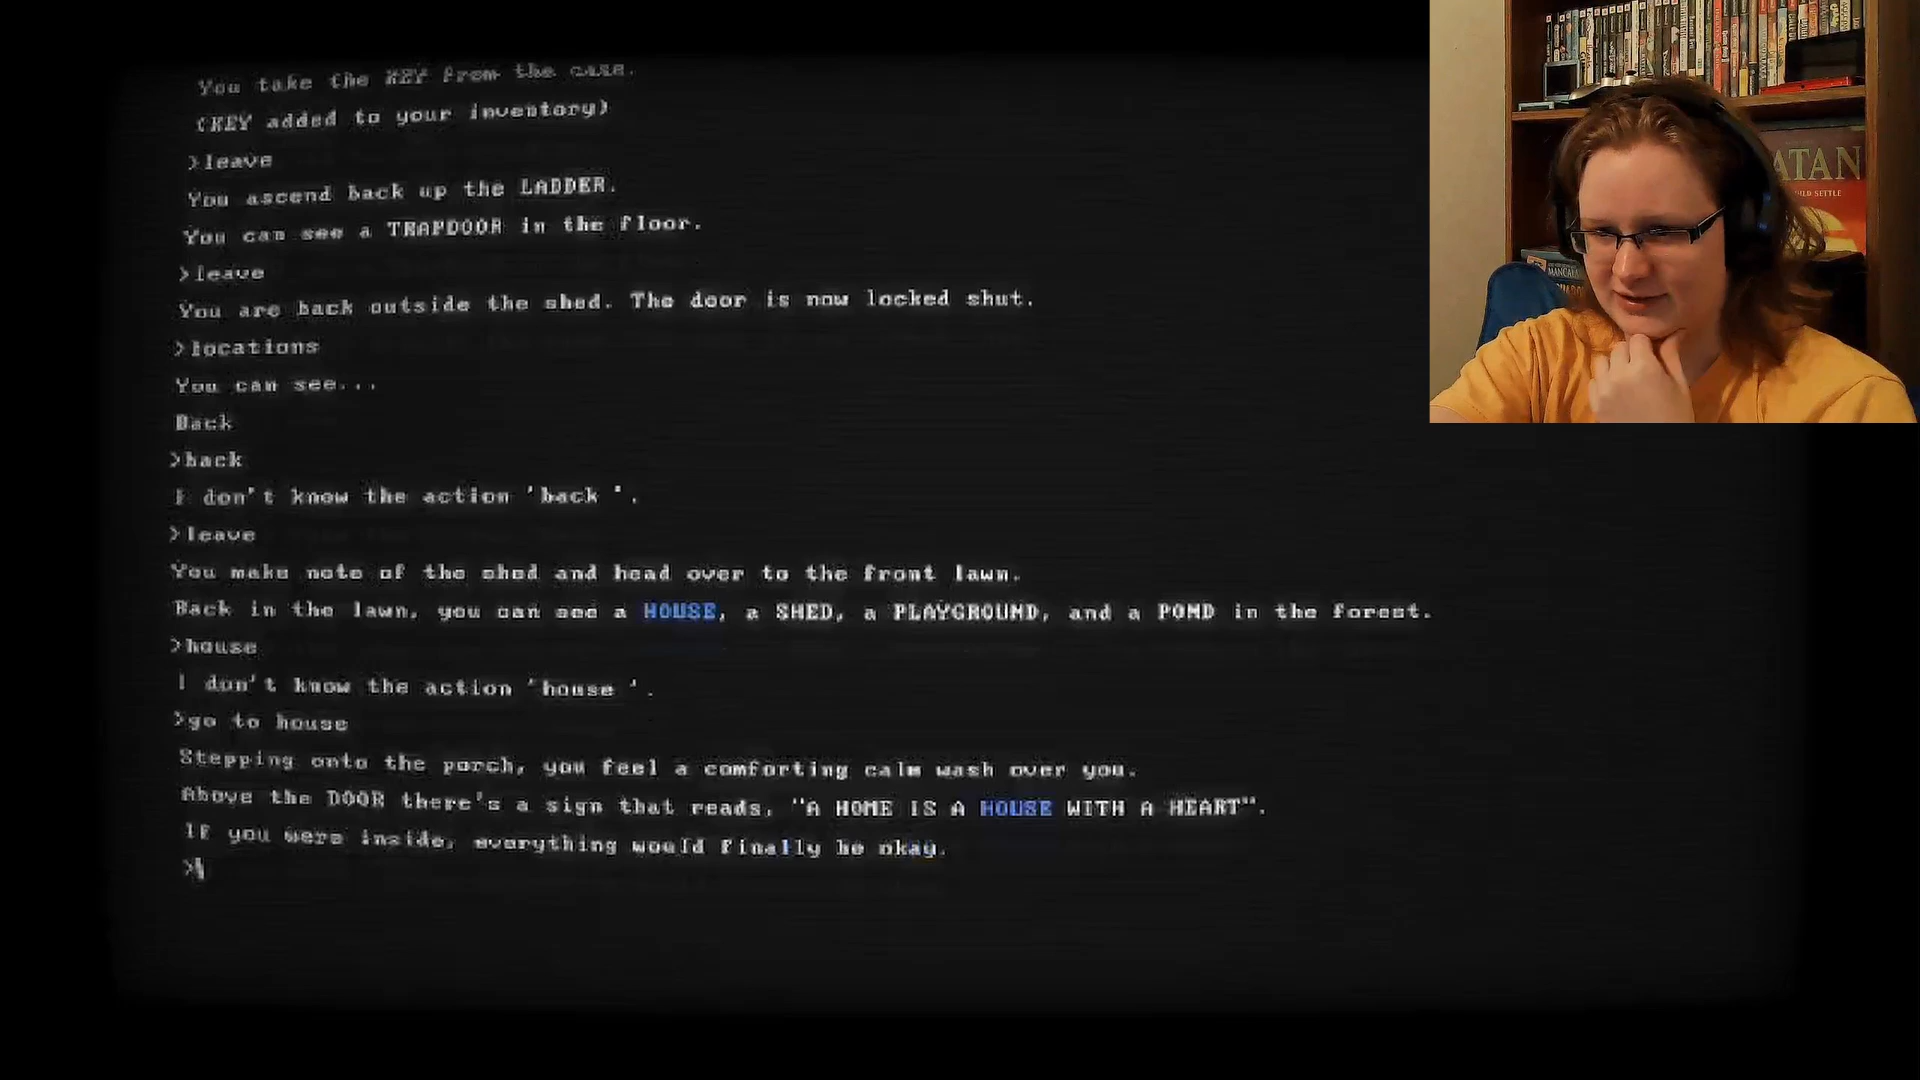 You take the KEY from the case.
(KEY added to your inventory)
>leave
You ascend back up the LADDER.
You can see a TRAPDOOR in the floor.
>leave
You are back outside the shed. The door is now locked shut.
>locations
You can see...
Back
>back
I don't know the action 'back '.
>leave
You make note of the shed and head over to the front lawn.
Back in the lawn, you can see a HOUSE, a SHED, a PLAYGROUND, and a POND in the forest.
>house
I don't know the action 'house '.
>go to house
Stepping onto the porch, you feel a comforting calm wash over you.
Above the DOOR there's a sign that reads, "A HOME IS A HOUSE WITH A HEART".
If you were inside, everything would finally be okay.
>
ATAN
SETTLE
MANCALA